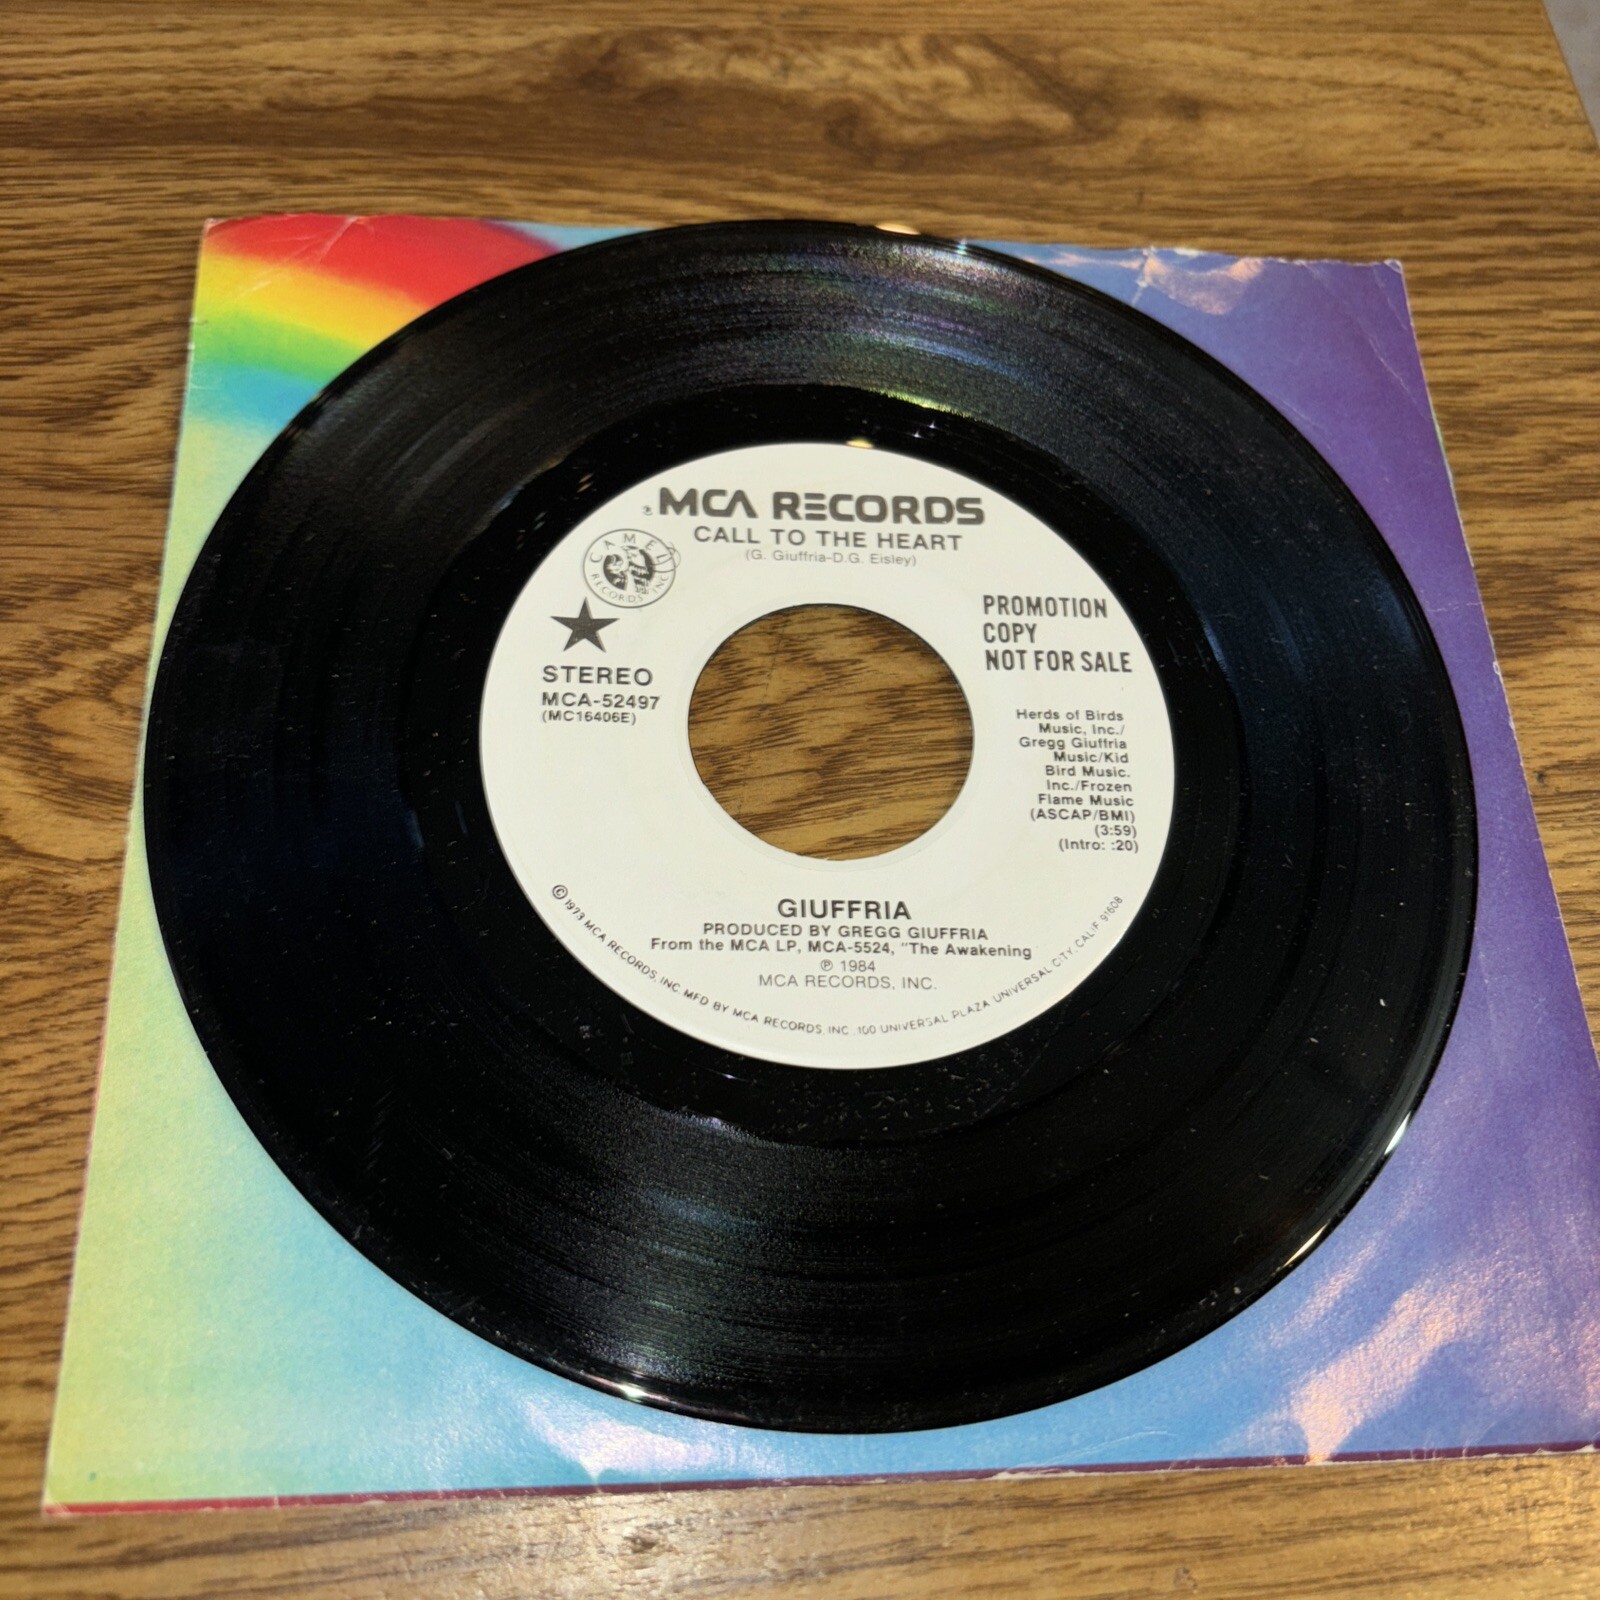 MCA RECORDS
CALL TO THE HEART
(G. Giuffria-D.G. Eisley)
CAMEL
RECORDS, INC.
STEREO
MCA-52497
(MC16406E)
PROMOTION
COPY
NOT FOR SALE
Herds of Birds
Music, Inc./
Gregg Giuffria
Music/Kid
Bird Music.
Inc./Frozen
Flame Music
(ASCAP/BMI)
(3:59)
(Intro: :20)
GIUFFRIA
PRODUCED BY GREGG GIUFFRIA
From the MCA LP, MCA-5524, "The Awakening
℗ 1984
MCA RECORDS, INC.
© 1973 MCA RECORDS, INC MFD BY MCA RECORDS, INC., 100 UNIVERSAL PLAZA, UNIVERSAL CITY, CALIF. 91608